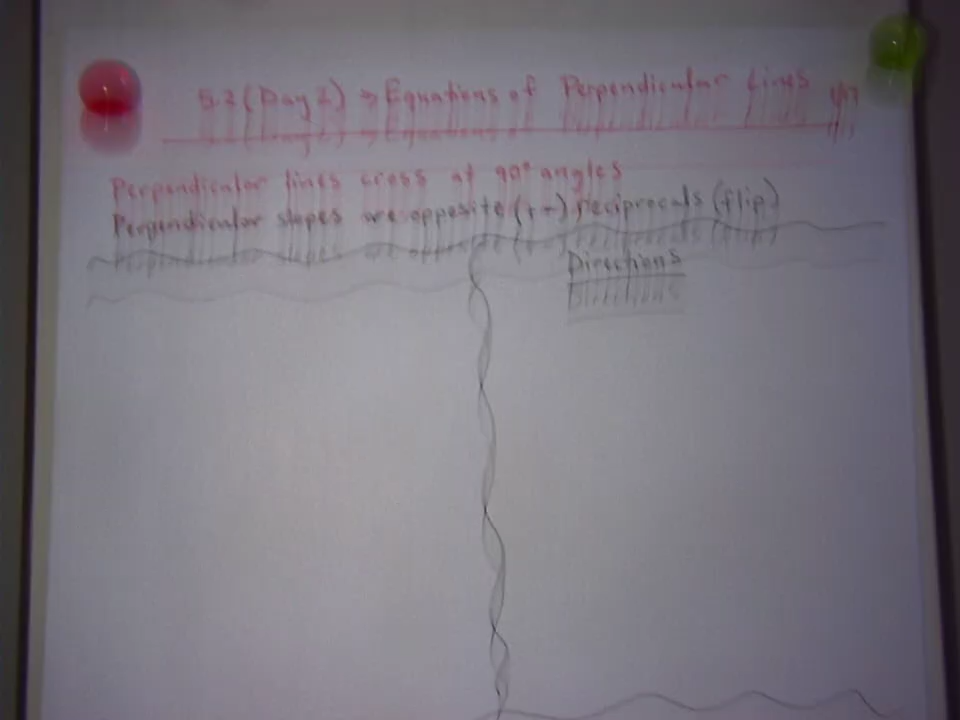 5.2 (Day 2) → Equations of Perpendicular Lines
Perpendicular lines cross at 90° angles
Perpendicular slopes are opposite (+-) reciprocals (flip)
Directions